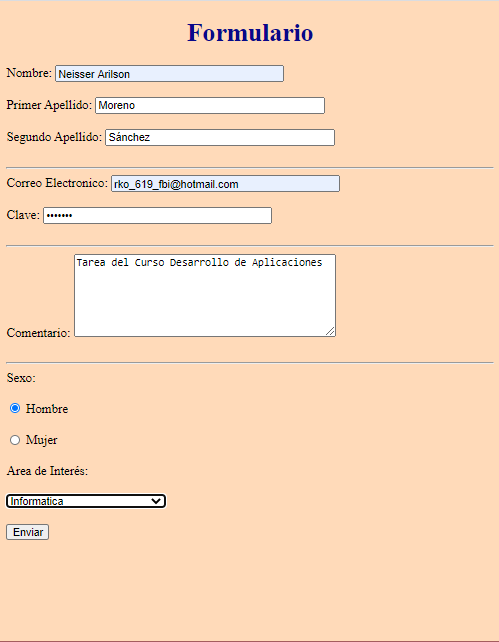 Formulario
Nombre: Neisser Arilson
Primer Apellido: Moreno
Segundo Apellido: Sánchez
Correo Electronico: rko_619_fbi@hotmail.com
Clave: •••••••
Tarea del Curso Desarrollo de Aplicaciones
Comentario:
Sexo:
Hombre
Mujer
Area de Interés:
Informatica
Enviar